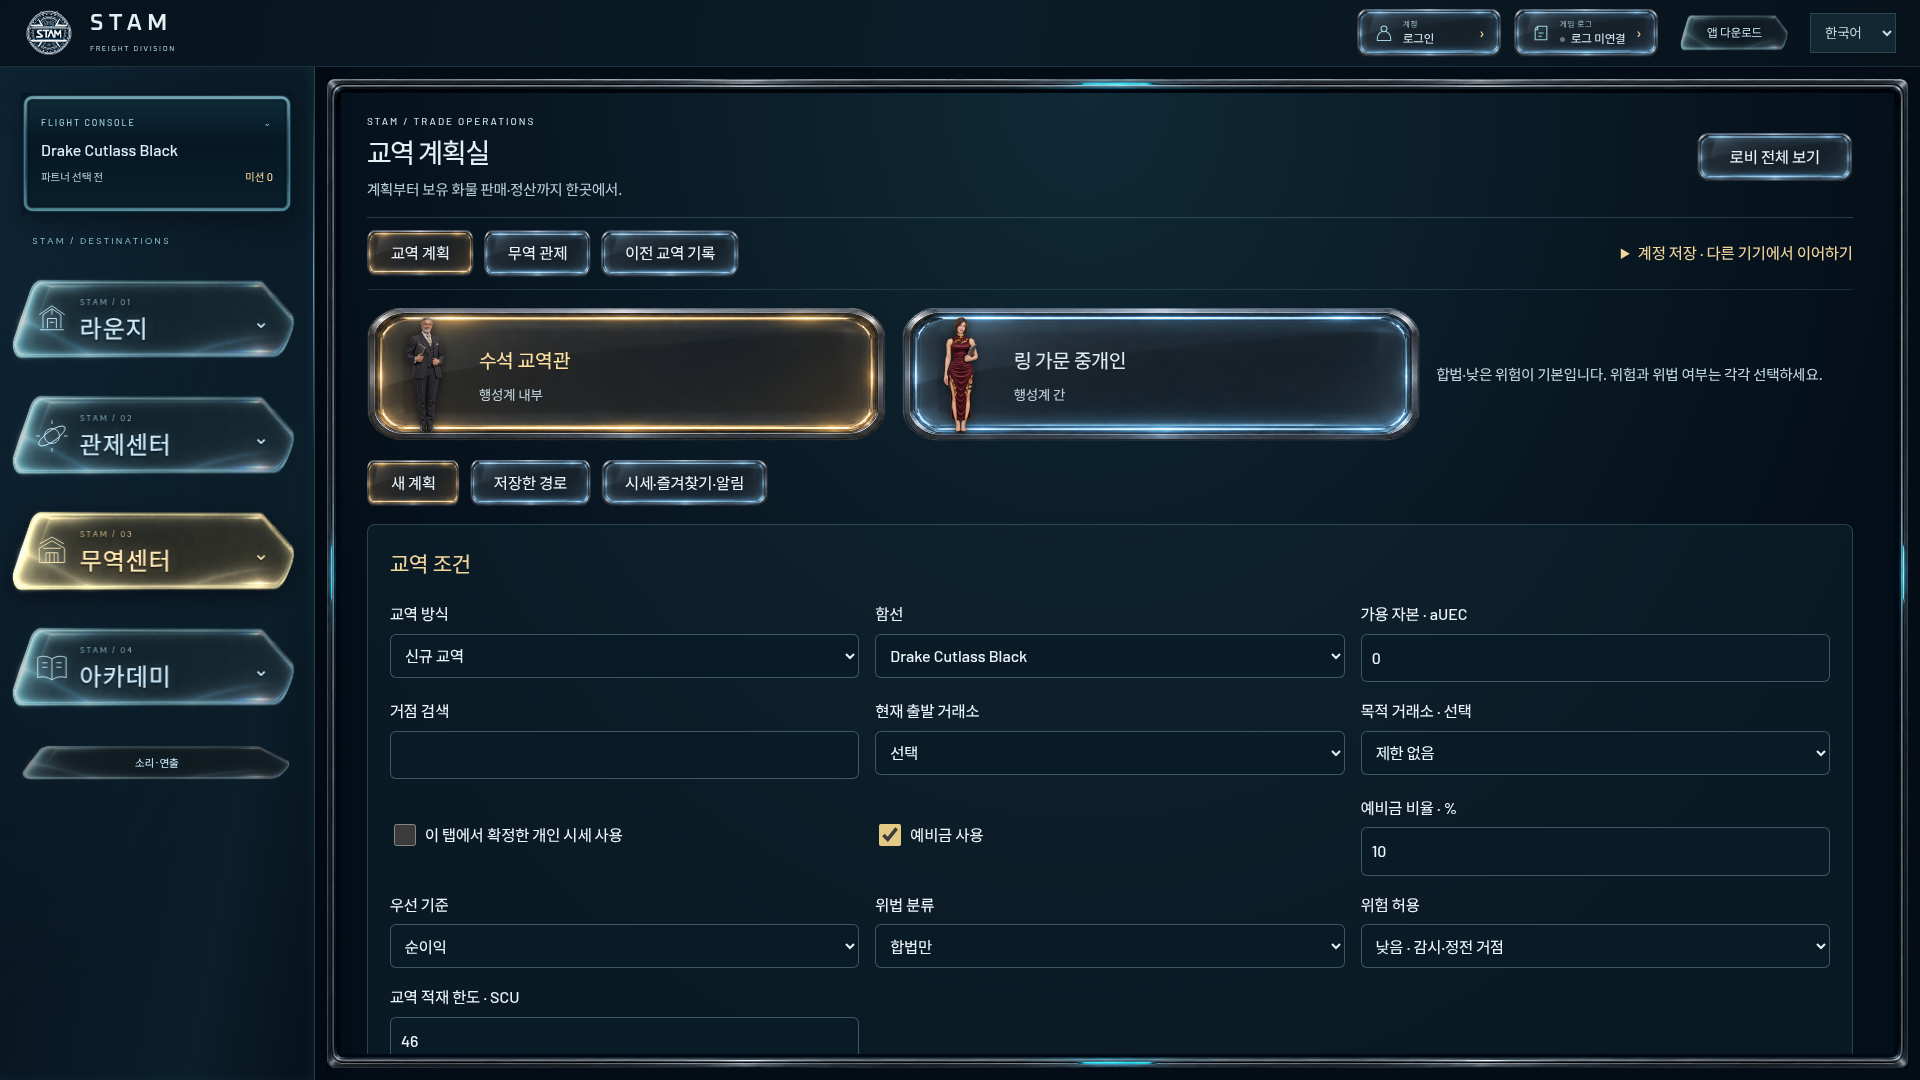 STAM
FREIGHT DIVISION
계정
로그인
게임 로그
로그 미연결
앱 다운로드
한국어
FLIGHT CONSOLE
Drake Cutlass Black
파트너 선택 전
미션 0
STAM / DESTINATIONS
STAM / 01
라운지
STAM / 02
관제센터
STAM / 03
무역센터
STAM / 04
아카데미
소리·연출
STAM / TRADE OPERATIONS
교역 계획실
계획부터 보유 화물 판매·정산까지 한곳에서.
로비 전체 보기
교역 계획
무역 관제
이전 교역 기록
▶ 계정 저장 · 다른 기기에서 이어하기
수석 교역관
행성계 내부
링 가문 중개인
행성계 간
합법·낮은 위험이 기본입니다. 위험과 위법 여부는 각각 선택하세요.
새 계획
저장한 경로
시세·즐겨찾기·알림
교역 조건
교역 방식
함선
가용 자본 · aUEC
신규 교역
Drake Cutlass Black
0
거점 검색
현재 출발 거래소
목적 거래소 · 선택
선택
제한 없음
이 탭에서 확정한 개인 시세 사용
예비금 사용
예비금 비율 · %
10
우선 기준
위법 분류
위험 허용
순이익
합법만
낮음 · 감시·정전 거점
교역 적재 한도 · SCU
46